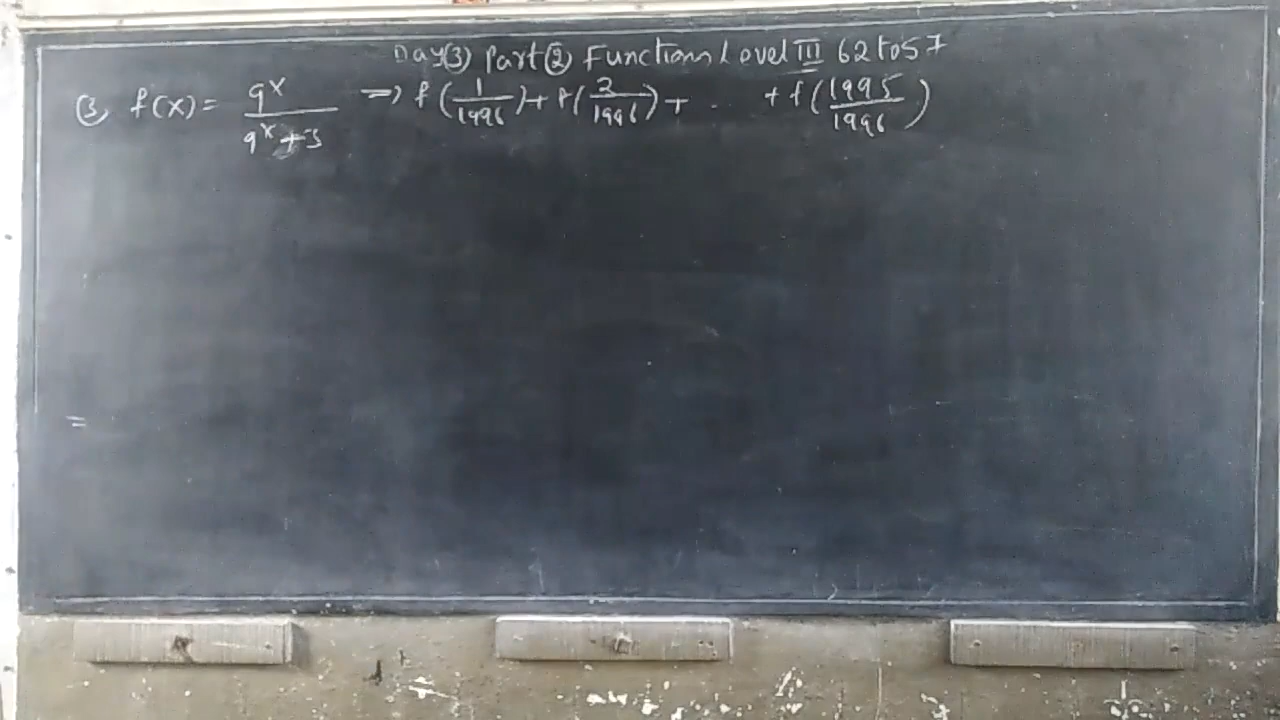 Day(3) Part(2) Functions Level III 62 to 57
(3) f(x) = 9^x / (9^x + 3) => f(1/1996) + f(2/1996) + .. + f(1995/1996)
=